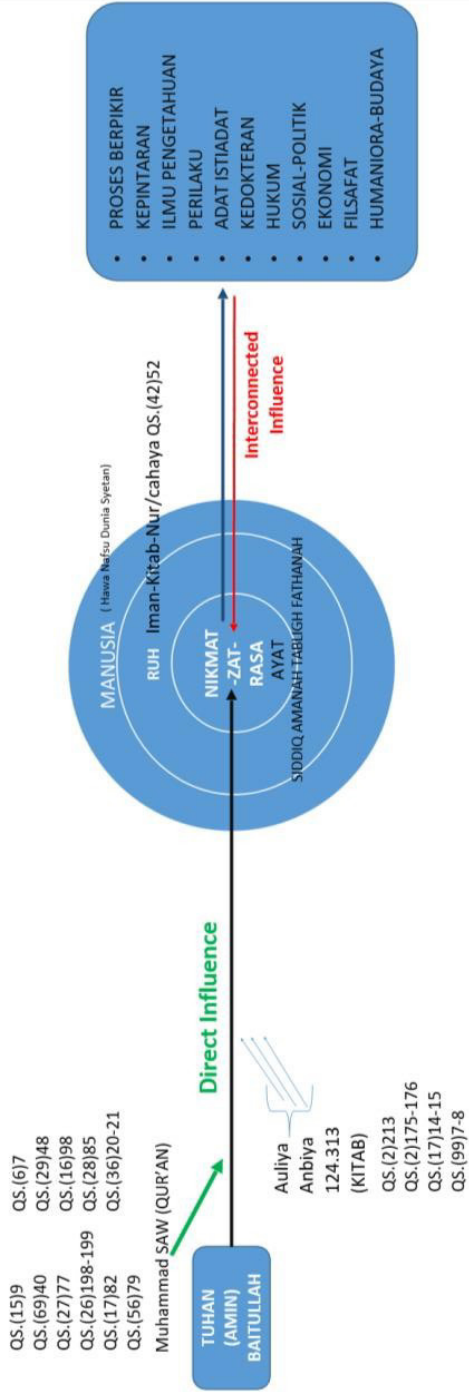 QS.(15)9
QS.(69)40
QS.(27)77
QS.(26)198-199
QS.(17)82
QS.(56)79
QS.(6)7
QS.(29)48
QS.(16)98
QS.(28)85
QS.(36)20-21
Muhammad SAW (QUR'AN)
TUHAN
(AMIN)
BAITULLAH
Direct Influence
Auliya
Anbiya
124.313
(KITAB)
QS.(2)213
QS.(2)175-176
QS.(17)14-15
QS.(99)7-8
MANUSIA ( Hawa Nafsu Dunia Syetan)
RUH Iman-Kitab-Nur/cahaya QS.(42)52
NIKMAT
-ZAT-
RASA
AYAT
SIDDIQ AMANAH TABLIGH FATHANAH
Interconnected
Influence
• PROSES BERPIKIR
• KEPINTARAN
• ILMU PENGETAHUAN
• PERILAKU
• ADAT ISTIADAT
• KEDOKTERAN
• HUKUM
• SOSIAL-POLITIK
• EKONOMI
• FILSAFAT
• HUMANIORA-BUDAYA